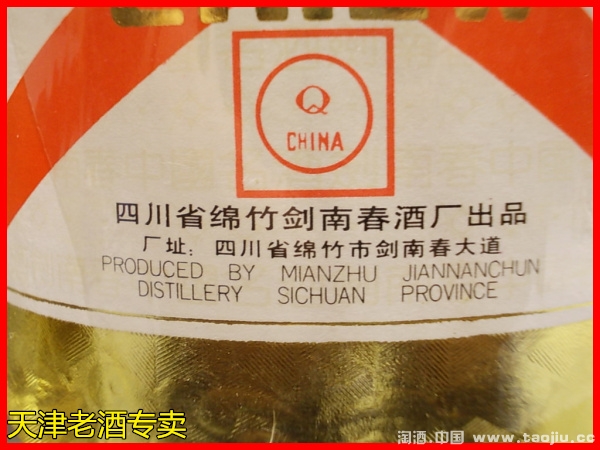 Q
CHINA
四川省绵竹剑南春酒厂出品
厂址：四川省绵竹市剑南春大道
PRODUCED BY MIANZHU JIANNANCHUN
DISTILLERY SICHUAN PROVINCE
天津老酒专卖
淘酒.中国 www.taojiu.cc